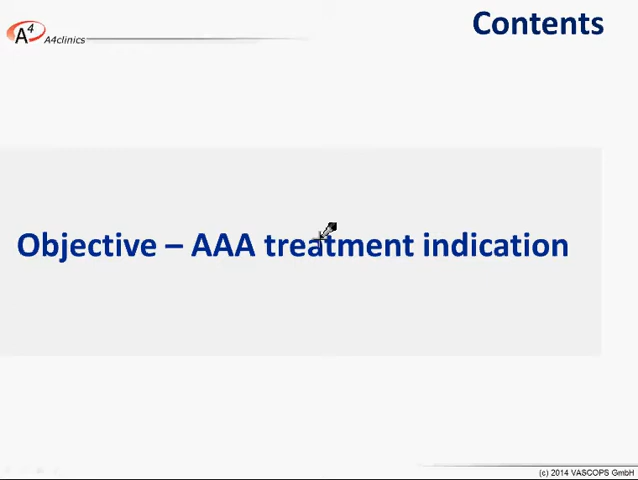 Contents
A4
A4clinics
Objective – AAA treatment indication
(c) 2014 VASCOPS GmbH